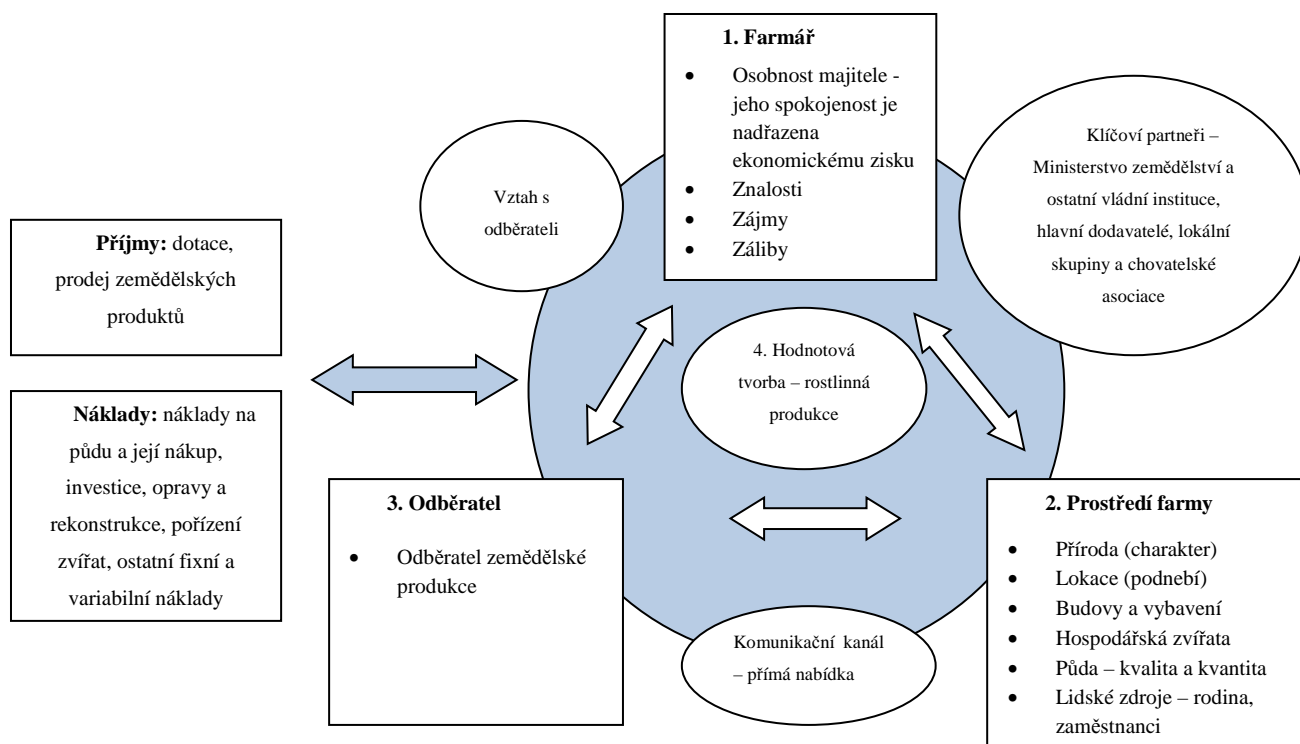 1. Farmář
• Osobnost majitele -
jeho spokojenost je
nadřazena
ekonomickému zisku
• Znalosti
• Zájmy
• Záliby
Vztah s
odběrateli
Klíčoví partneři –
Ministerstvo zemědělství a
ostatní vládní instituce,
hlavní dodavatelé, lokální
skupiny a chovatelské
asociace
Příjmy: dotace,
prodej zemědělských
produktů
4. Hodnotová
tvorba – rostlinná
produkce
Náklady: náklady na
půdu a její nákup,
investice, opravy a
rekonstrukce, pořízení
zvířat, ostatní fixní a
variabilní náklady
3. Odběratel
• Odběratel zemědělské
produkce
2. Prostředí farmy
• Příroda (charakter)
• Lokace (podnebí)
• Budovy a vybavení
• Hospodářská zvířata
• Půda – kvalita a kvantita
• Lidské zdroje – rodina,
zaměstnanci
Komunikační kanál
– přímá nabídka